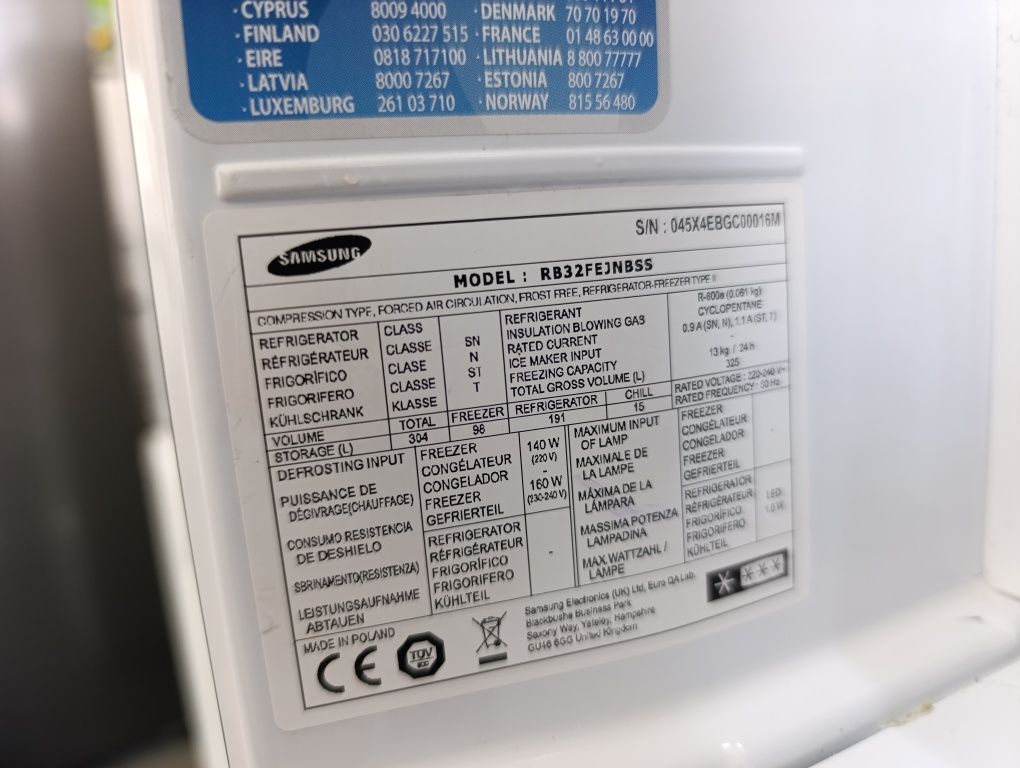 · CYPRUS 8009 4000 · DENMARK 70 70 19 70
· FINLAND 030 6227 515 · FRANCE 01 48 63 00 00
· EIRE 0818 717100 · LITHUANIA 8 800 77777
· LATVIA 8000 7267 · ESTONIA 800 7267
· LUXEMBURG 261 03 710 · NORWAY 815 56 480
S/N : 045X4EBGC00016M
SAMSUNG
MODEL : RB32FEJNBSS
COMPRESSION TYPE, FORCED AIR CIRCULATION, FROST FREE, REFRIGERATOR-FREEZER TYPE II
REFRIGERATOR CLASS
RÉFRIGÉRATEUR CLASSE
FRIGORÍFICO CLASE
FRIGORIFERO CLASSE
KÜHLSCHRANK KLASSE
SN
N
ST
T
REFRIGERANT R-600a (0.061 kg)
INSULATION BLOWING GAS CYCLOPENTANE
RATED CURRENT 0.9 A (SN, N), 1.1 A (ST, T)
ICE MAKER INPUT -
FREEZING CAPACITY 13 kg / 24 h
TOTAL GROSS VOLUME (L) 325
VOLUME
STORAGE (L)
TOTAL FREEZER REFRIGERATOR CHILL
304 98 191 15
RATED VOLTAGE : 220-240 V~
RATED FREQUENCY : 50 Hz
DEFROSTING INPUT
PUISSANCE DE
DÉGIVRAGE(CHAUFFAGE)
CONSUMO RESISTENCIA
DE DESHIELO
SBRINAMENTO(RESISTENZA)
LEISTUNGSAUFNAHME
ABTAUEN
FREEZER
CONGÉLATEUR
CONGELADOR
FREEZER
GEFRIERTEIL
140 W
(220 V)
-
160 W
(230-240 V)
REFRIGERATOR
RÉFRIGÉRATEUR
FRIGORÍFICO
FRIGORIFERO
KÜHLTEIL
-
MAXIMUM INPUT
OF LAMP
MAXIMALE DE
LA LAMPE
MÁXIMA DE LA
LÁMPARA
MASSIMA POTENZA
LAMPADINA
MAX.WATTZAHL /
LAMPE
FREEZER
CONGÉLATEUR
CONGELADOR
FREEZER
GEFRIERTEIL
-
REFRIGERATOR
RÉFRIGÉRATEUR
FRIGORÍFICO
FRIGORIFERO
KÜHLTEIL
LED
1.0 W
MADE IN POLAND
CE
TÜV
Samsung Electronics (UK) Ltd, Euro QA Lab.
Blackbushe Business Park
Saxony Way, Yateley, Hampshire
GU46 6GG United Kingdom